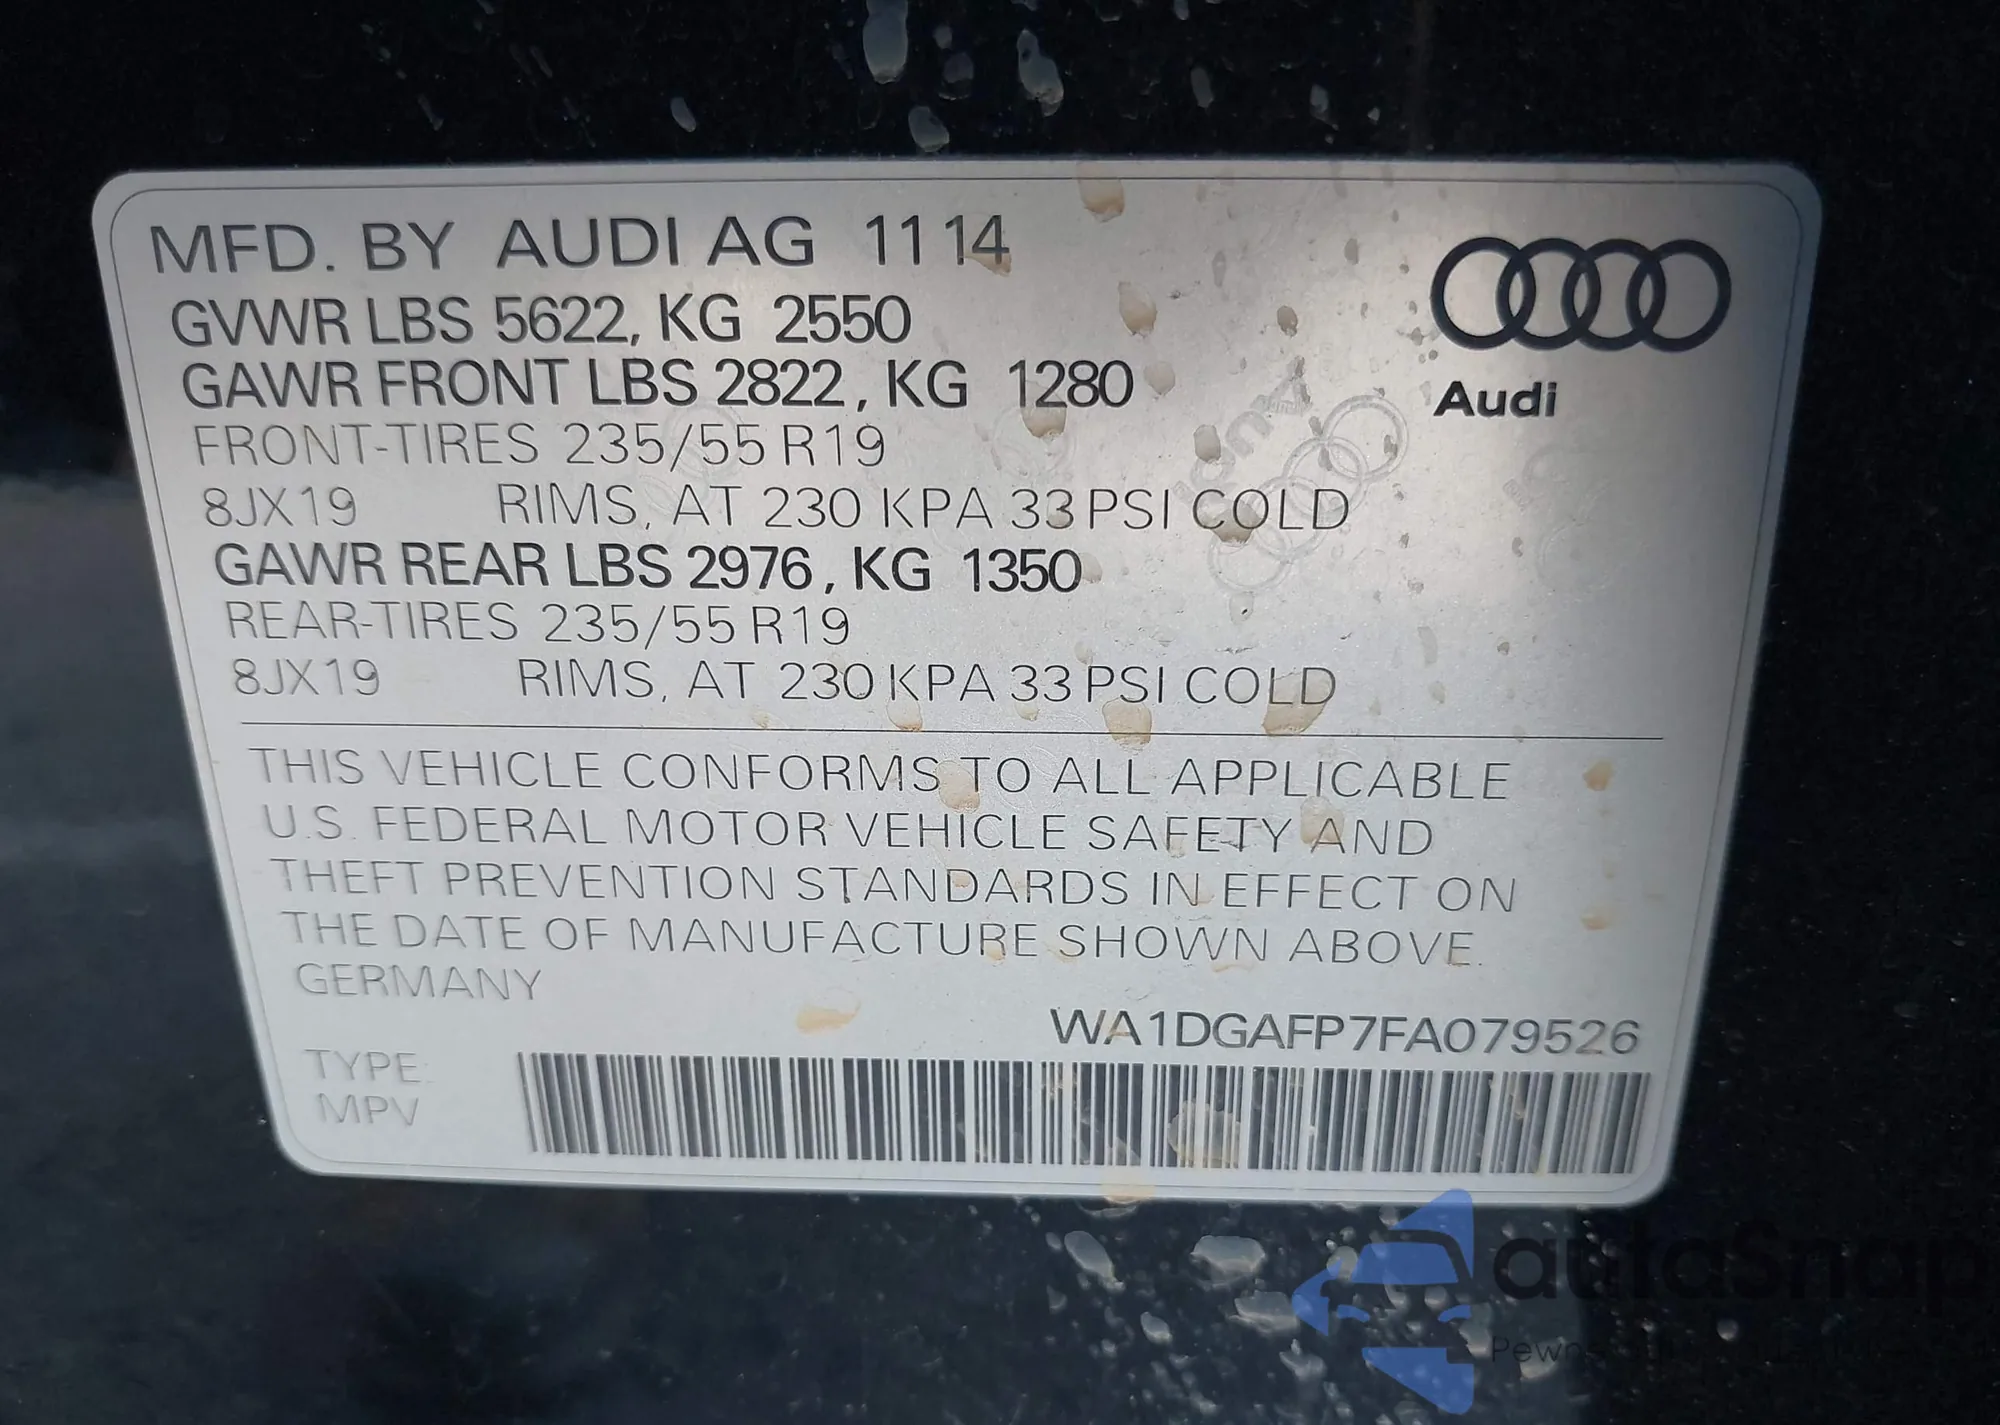 MFD. BY AUDI AG 11 14
GVWR LBS 5622, KG 2550
GAWR FRONT LBS 2822, KG 1280
FRONT-TIRES 235/55 R19
8JX19 RIMS, AT 230 KPA 33 PSI COLD
GAWR REAR LBS 2976, KG 1350
REAR-TIRES 235/55 R19
8JX19 RIMS, AT 230 KPA 33 PSI COLD
Audi
THIS VEHICLE CONFORMS TO ALL APPLICABLE
U.S. FEDERAL MOTOR VEHICLE SAFETY AND
THEFT PREVENTION STANDARDS IN EFFECT ON
THE DATE OF MANUFACTURE SHOWN ABOVE.
GERMANY
WA1DGAFP7FA079526
TYPE:
MPV
autaSnap